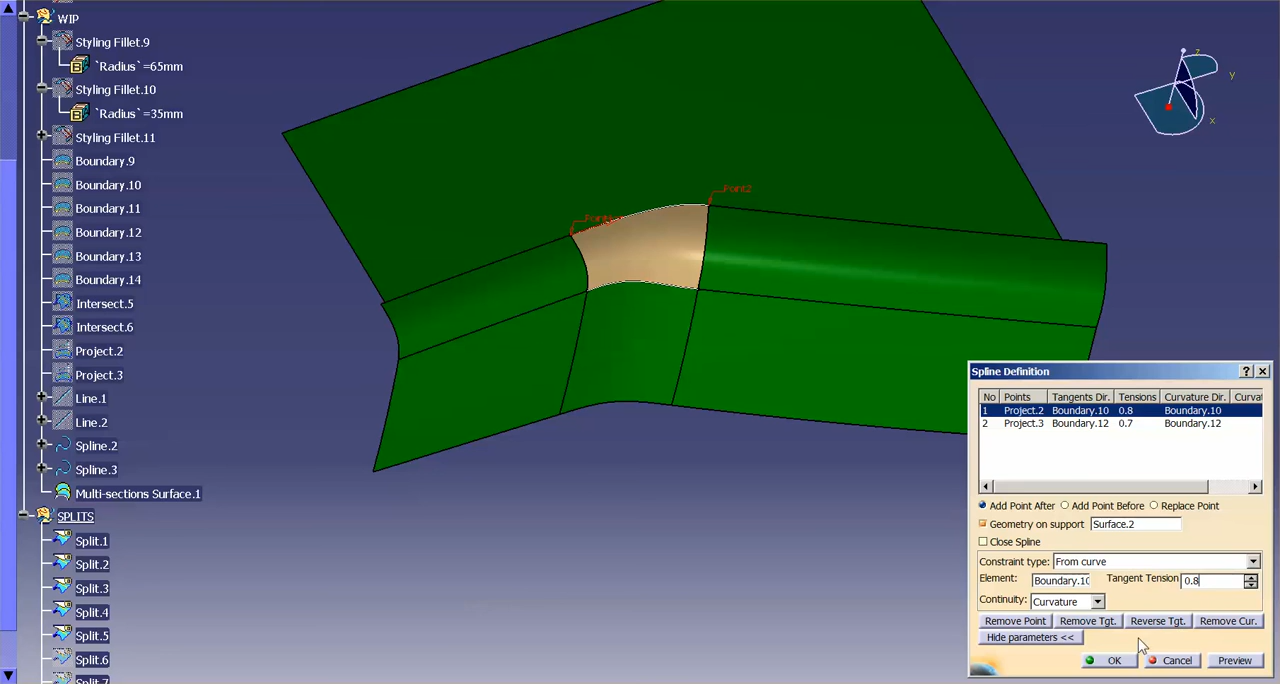 WIP
Styling Fillet.9
`Radius`=65mm
Styling Fillet.10
`Radius`=35mm
Styling Fillet.11
Boundary.9
Boundary.10
Boundary.11
Boundary.12
Boundary.13
Boundary.14
Intersect.5
Intersect.6
Project.2
Project.3
Line.1
Line.2
Spline.2
Spline.3
Multi-sections Surface.1
SPLITS
Split.1
Split.2
Split.3
Split.4
Split.5
Split.6
Split.7
Point2
z
y
x
Spline Definition
No Points Tangents Dir. Tensions Curvature Dir. Curvat
1 Project.2 Boundary.10 0.8 Boundary.10
2 Project.3 Boundary.12 0.7 Boundary.12
Add Point After Add Point Before Replace Point
Geometry on support Surface.2
Close Spline
Constraint type: From curve
Element: Boundary.10 Tangent Tension 0.8
Continuity: Curvature
Remove Point Remove Tgt. Reverse Tgt. Remove Cur.
Hide parameters <<
OK Cancel Preview